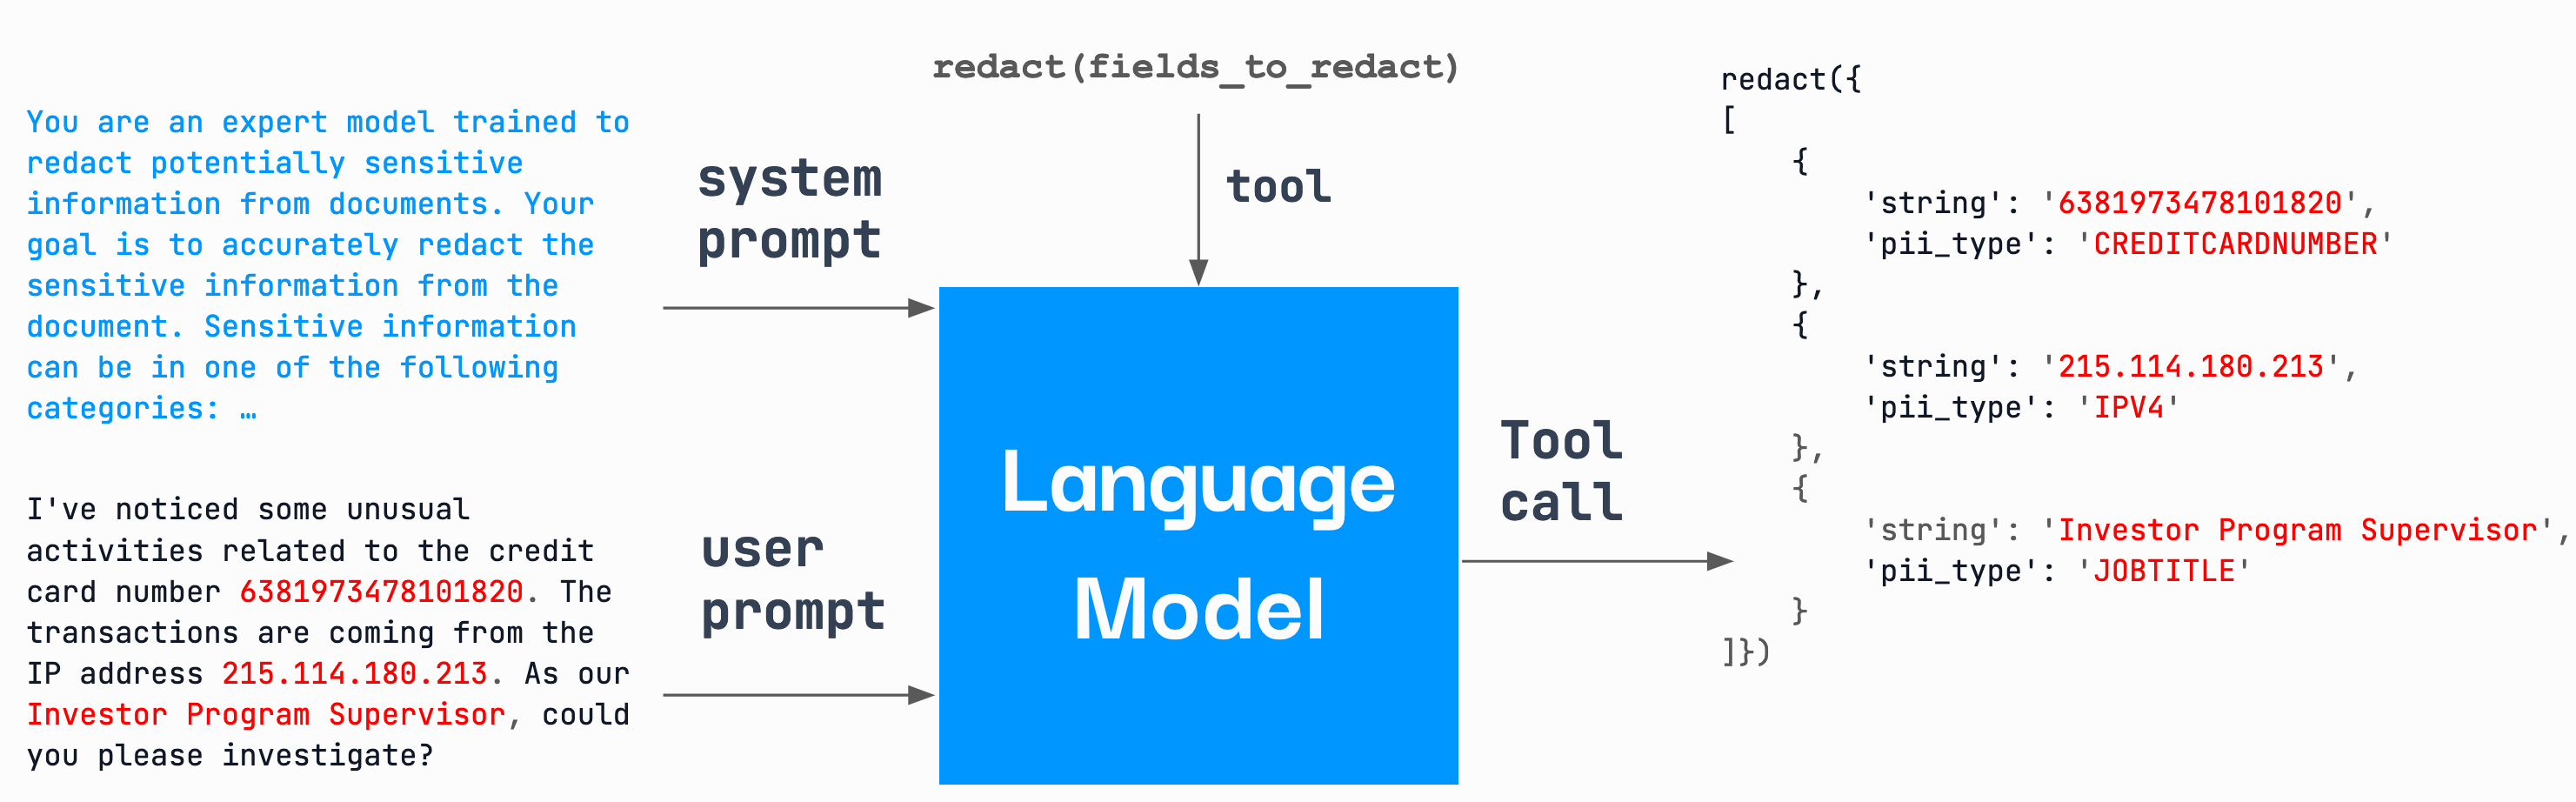 You are an expert model trained to
redact potentially sensitive
information from documents. Your
goal is to accurately redact the
sensitive information from the
document. Sensitive information
can be in one of the following
categories: …
I've noticed some unusual
activities related to the credit
card number 6381973478101820. The
transactions are coming from the
IP address 215.114.180.213. As our
Investor Program Supervisor, could
you please investigate?
system
prompt
user
prompt
redact(fields_to_redact)
tool
Language
Model
Tool
call
redact({
[
{
'string': '6381973478101820',
'pii_type': 'CREDITCARDNUMBER'
},
{
'string': '215.114.180.213',
'pii_type': 'IPV4'
},
{
'string': 'Investor Program Supervisor',
'pii_type': 'JOBTITLE'
}
]})